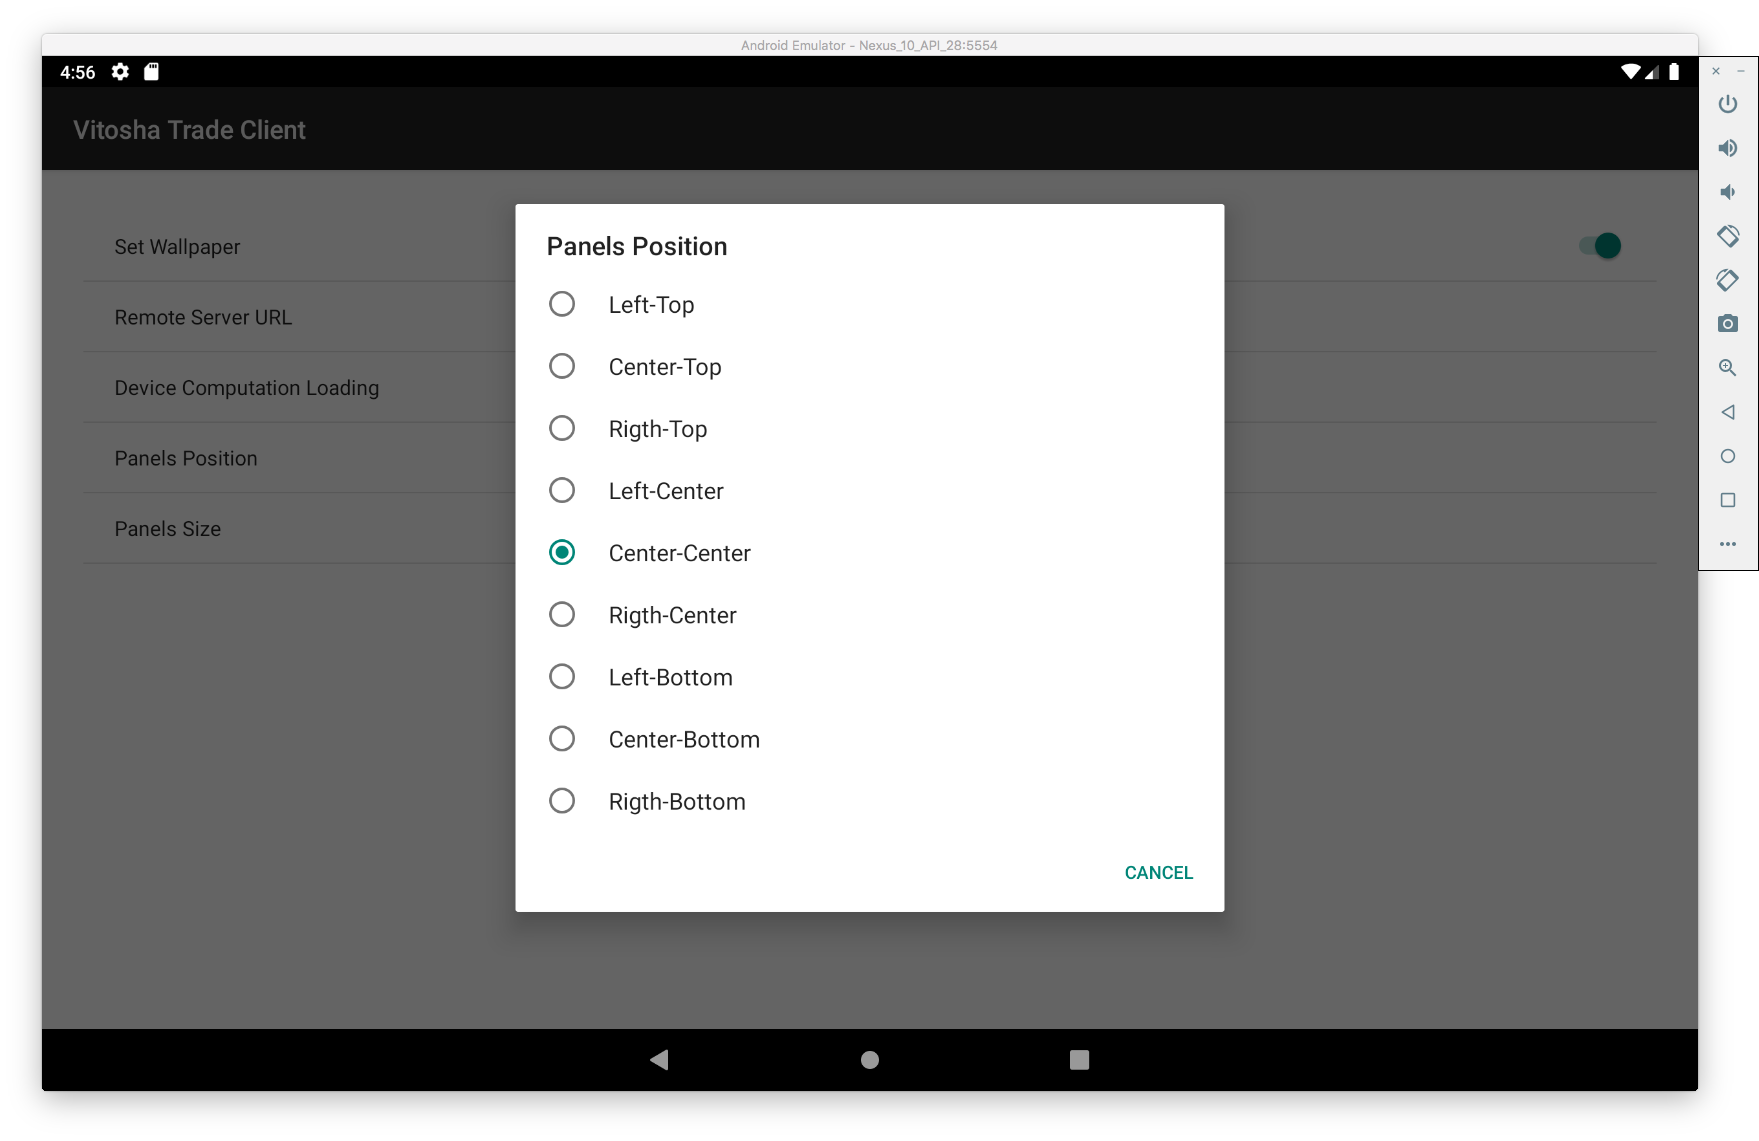 Android Emulator - Nexus_10_API_28:5554
4:56
Vitosha Trade Client
Set Wallpaper
Remote Server URL
Device Computation Loading
Panels Position
Panels Size
Panels Position
Left-Top
Center-Top
Rigth-Top
Left-Center
Center-Center
Rigth-Center
Left-Bottom
Center-Bottom
Rigth-Bottom
CANCEL